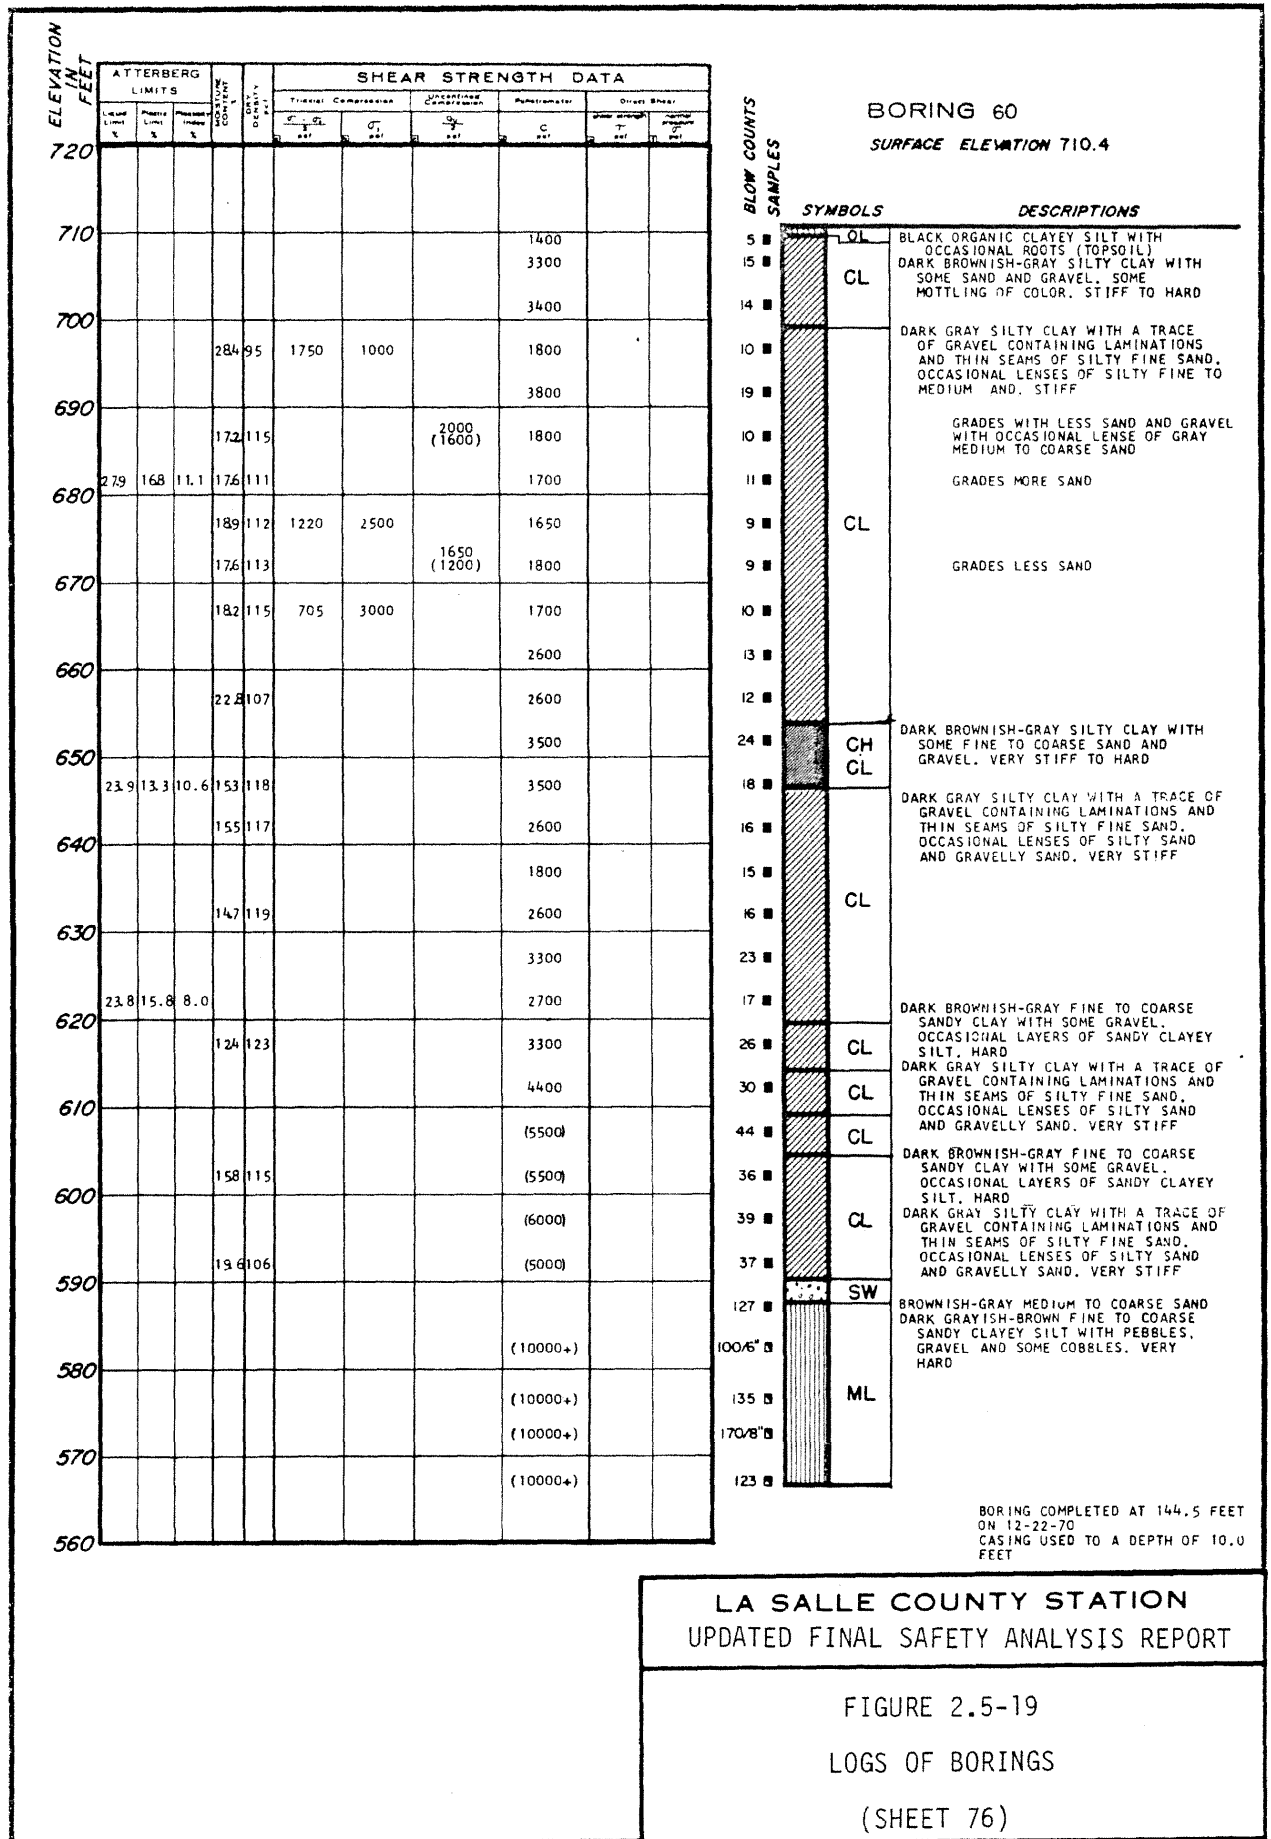 ELEVATION
IN
FEET
ATTERBERG
LIMITS
Liquid
Limit
%
Plastic
Limit
%
Plasticity
Index
%
MOISTURE
CONTENT
%
DRY
DENSITY
SHEAR STRENGTH DATA
Triaxial Compression
Unconfined
Compression
Penetrometer
Direct Shear
C
psf
BLOW COUNTS
SAMPLES
BORING 60
SURFACE ELEVATION 710.4
SYMBOLS
DESCRIPTIONS
720
710
1400 5 OL BLACK ORGANIC CLAYEY SILT WITH
OCCASIONAL ROOTS (TOPSOIL)
3300 15 CL DARK BROWNISH-GRAY SILTY CLAY WITH
SOME SAND AND GRAVEL. SOME
MOTTLING OF COLOR. STIFF TO HARD
3400 14
700
DARK GRAY SILTY CLAY WITH A TRACE
OF GRAVEL CONTAINING LAMINATIONS
AND THIN SEAMS OF SILTY FINE SAND.
OCCASIONAL LENSES OF SILTY FINE TO
MEDIUM AND. STIFF
28.4 95 1750 1000 1800 10
3800 19
690
GRADES WITH LESS SAND AND GRAVEL
WITH OCCASIONAL LENSE OF GRAY
MEDIUM TO COARSE SAND
17.2 115 2000 (1600) 1800 10
27.9 16.8 11.1 17.6 111 1700 11 GRADES MORE SAND
680
18.9 112 1220 2500 1650 9 CL
17.6 113 1650 (1200) 1800 9 GRADES LESS SAND
670
18.2 115 705 3000 1700 10
2600 13
660
22.8 107 2600 12
3500 24 CH CL DARK BROWNISH-GRAY SILTY CLAY WITH
SOME FINE TO COARSE SAND AND
GRAVEL. VERY STIFF TO HARD
650
23.9 13.3 10.6 15.3 118 3500 18
DARK GRAY SILTY CLAY WITH A TRACE OF
GRAVEL CONTAINING LAMINATIONS AND
THIN SEAMS OF SILTY FINE SAND.
OCCASIONAL LENSES OF SILTY SAND
AND GRAVELLY SAND. VERY STIFF
15.5 117 2600 16
640
1800 15
CL
14.7 119 2600 16
630
3300 23
23.8 15.8 8.0 2700 17
620
DARK BROWNISH-GRAY FINE TO COARSE
SANDY CLAY WITH SOME GRAVEL.
OCCASIONAL LAYERS OF SANDY CLAYEY
SILT. HARD
12.4 123 3300 26 CL
DARK GRAY SILTY CLAY WITH A TRACE OF
GRAVEL CONTAINING LAMINATIONS AND
THIN SEAMS OF SILTY FINE SAND.
OCCASIONAL LENSES OF SILTY SAND
AND GRAVELLY SAND. VERY STIFF
4400 30 CL
610
(5500) 44 CL
DARK BROWNISH-GRAY FINE TO COARSE
SANDY CLAY WITH SOME GRAVEL.
OCCASIONAL LAYERS OF SANDY CLAYEY
SILT. HARD
15.8 115 (5500) 36
600
DARK GRAY SILTY CLAY WITH A TRACE OF
GRAVEL CONTAINING LAMINATIONS AND
THIN SEAMS OF SILTY FINE SAND.
OCCASIONAL LENSES OF SILTY SAND
AND GRAVELLY SAND. VERY STIFF
(6000) 39 CL
19.6 106 (5000) 37
590
SW
127 BROWNISH-GRAY MEDIUM TO COARSE SAND
DARK GRAYISH-BROWN FINE TO COARSE
SANDY CLAYEY SILT WITH PEBBLES,
GRAVEL AND SOME COBBLES. VERY
HARD
(10000+) 100/6"
580
(10000+) 135 ML
(10000+) 170/8"
570
(10000+) 123
560
BORING COMPLETED AT 144.5 FEET
ON 12-22-70
CASING USED TO A DEPTH OF 10.0
FEET
LA SALLE COUNTY STATION
UPDATED FINAL SAFETY ANALYSIS REPORT
FIGURE 2.5-19
LOGS OF BORINGS
(SHEET 76)